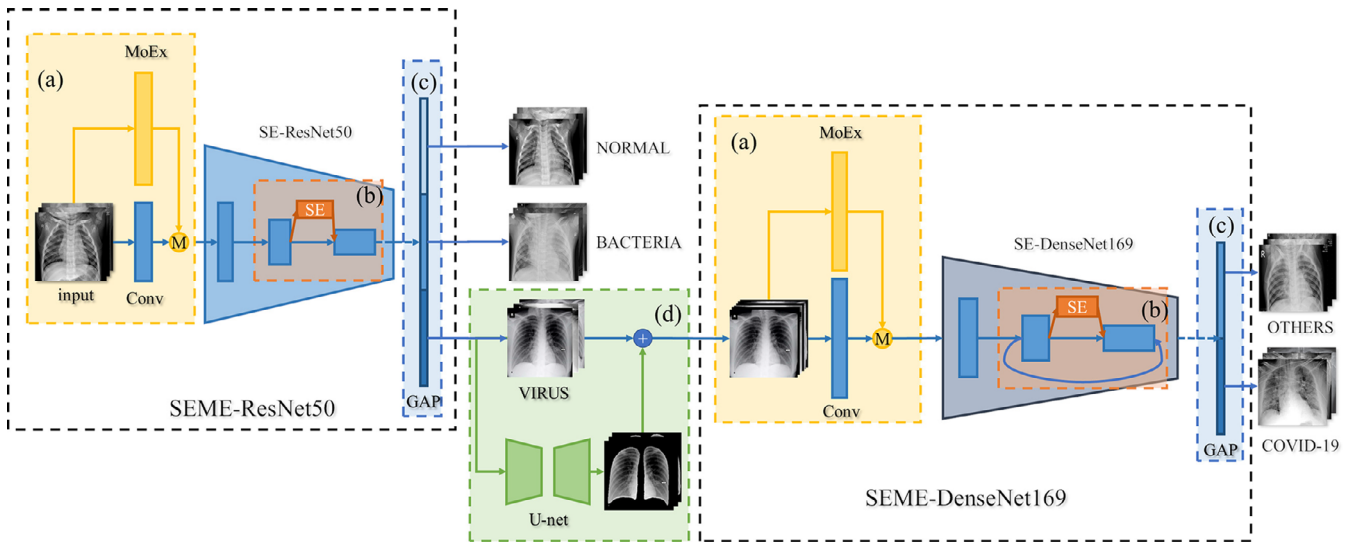 (a)
MoEx
input
Conv
M
SE-ResNet50
(b)
SE
(c)
GAP
SEME-ResNet50
NORMAL
BACTERIA
(d)
VIRUS
+
U-net
(a)
MoEx
Conv
M
SE-DenseNet169
(b)
SE
(c)
GAP
SEME-DenseNet169
OTHERS
COVID-19